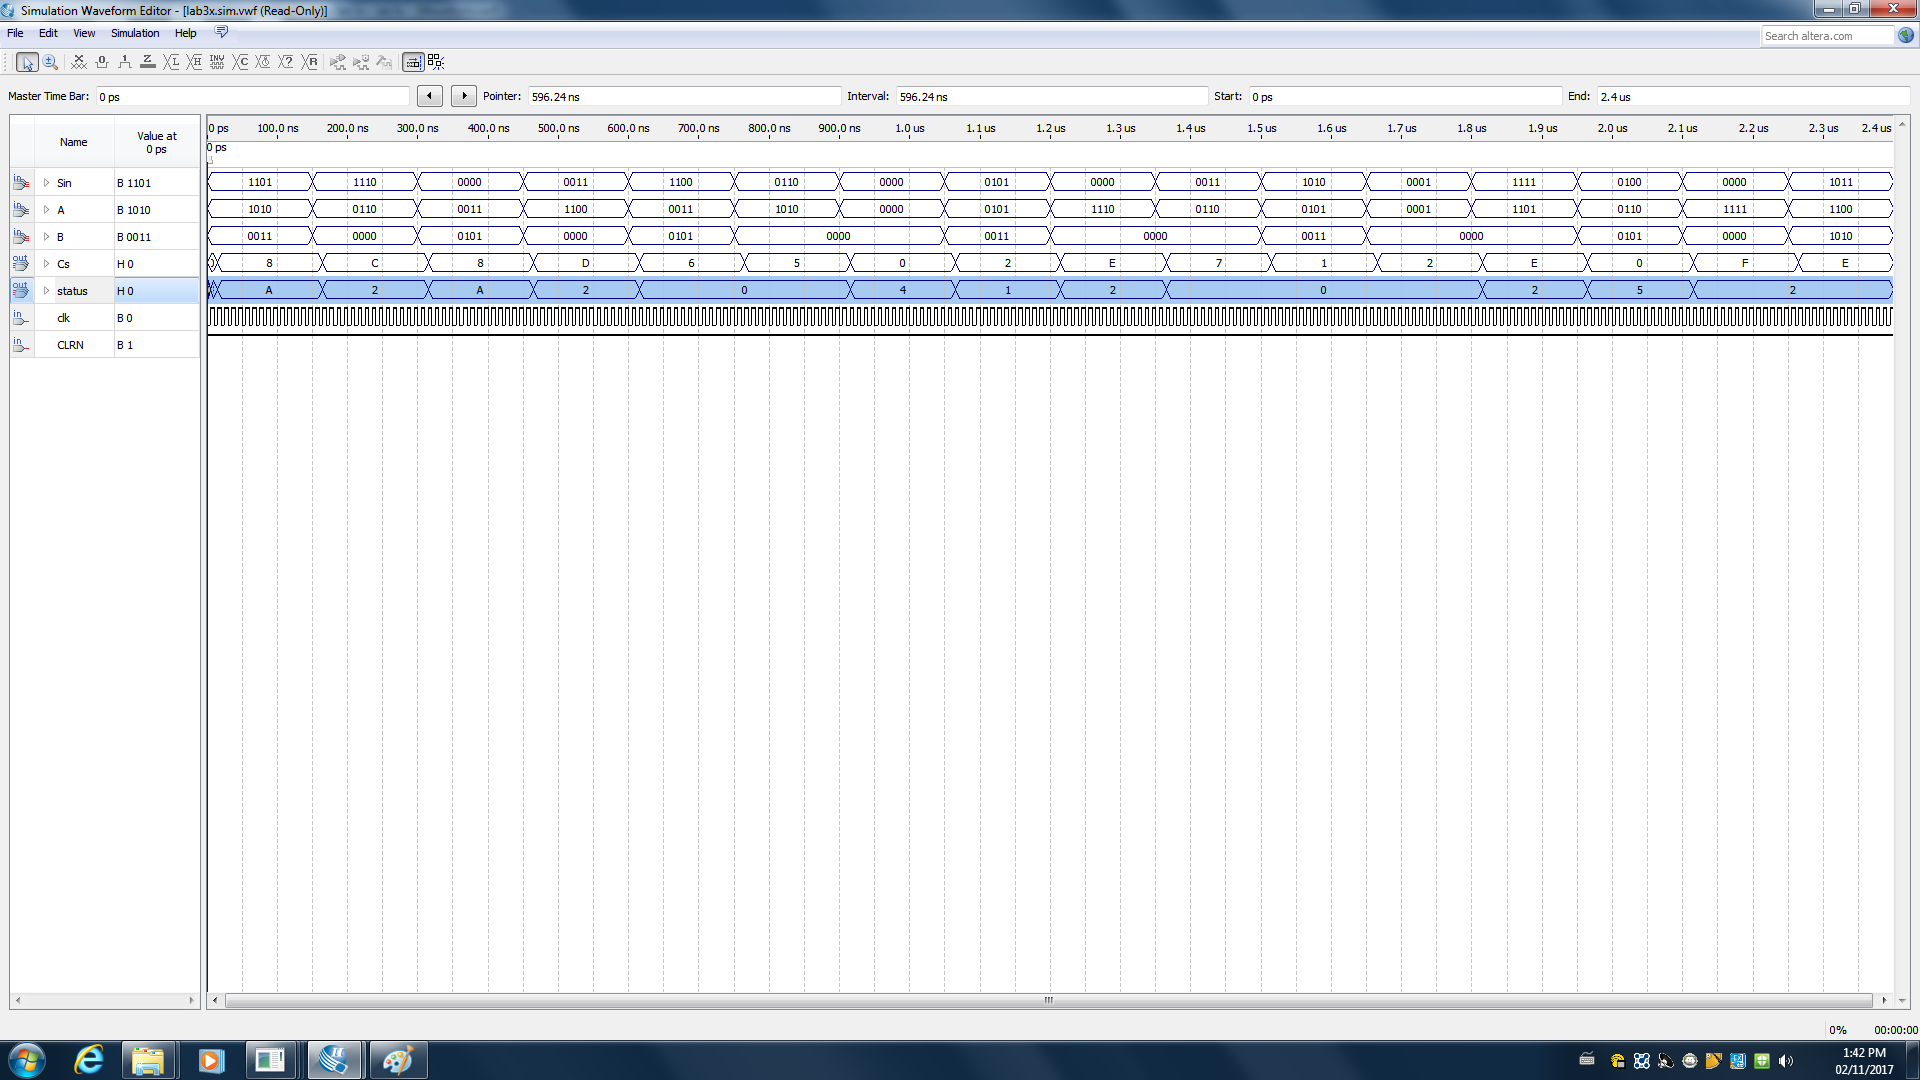 Simulation Waveform Editor - [lab3x.sim.vwf (Read-Only)]
File Edit View Simulation Help
Search altera.com
Master Time Bar: 0 ps Pointer: 596.24 ns Interval: 596.24 ns Start: 0 ps End: 2.4 us
Name Value at 0 ps
0 ps 100.0 ns 200.0 ns 300.0 ns 400.0 ns 500.0 ns 600.0 ns 700.0 ns 800.0 ns 900.0 ns 1.0 us 1.1 us 1.2 us 1.3 us 1.4 us 1.5 us 1.6 us 1.7 us 1.8 us 1.9 us 2.0 us 2.1 us 2.2 us 2.3 us 2.4 us
0 ps
in Sin B 1101 1101 1110 0000 0011 1100 0110 0000 0101 0000 0011 1010 0001 1111 0100 0000 1011
in A B 1010 1010 0110 0011 1100 0011 1010 0000 0101 1110 0110 0101 0001 1101 0110 1111 1100
in B B 0011 0011 0000 0101 0000 0101 0000 0011 0000 0011 0000 0101 0000 1010
out Cs H 0 8 C 8 D 6 5 0 2 E 7 1 2 E 0 F E
out status H 0 A 2 A 2 0 4 1 2 0 2 5 2
in clk B 0
in CLRN B 1
0% 00:00:00
1:42 PM
02/11/2017